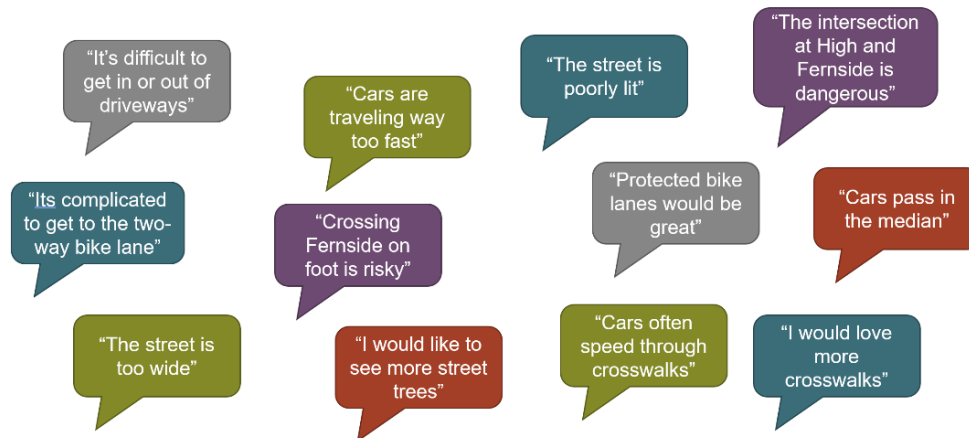 “It’s difficult to
get in or out of
driveways”
“Cars are
traveling way
too fast”
“The street is
poorly lit”
“The intersection
at High and
Fernside is
dangerous”
“Its complicated
to get to the two-
way bike lane”
“Crossing
Fernside on
foot is risky”
“Protected bike
lanes would be
great”
“Cars pass in
the median”
“The street is
too wide”
“I would like to
see more street
trees”
“Cars often
speed through
crosswalks”
“I would love
more
crosswalks”